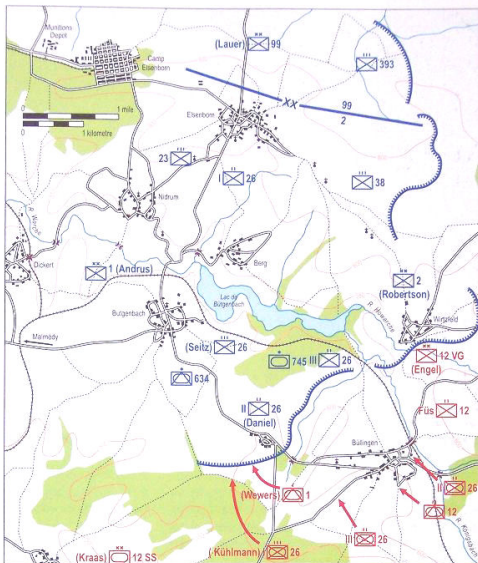 Munitions
Depot
Camp
Elsenborn
(Lauer) 99
393
0 1 mile
0 1 kilometre
XX
99
2
Elsenborn
23
I 26
38
Nidrum
Dickert
1 (Andrus)
Berg
Lac de
Butgenbach
2
(Robertson)
Wirtzfeld
Butgenbach
Malmédy
(Seitz) 26
745 III 26
634
12 VG
(Engel)
II 26
(Daniel)
Füs 12
Büllingen
(Wewers) 1
II 26
12
(Kühlmann) 26
III 26
(Kraas) 12 SS